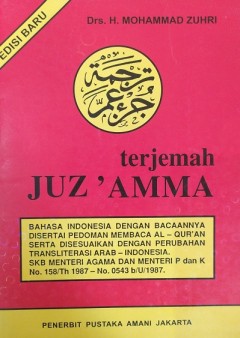 EDISI BARU
Drs. H. MOHAMMAD ZUHRI
ترجمة
جزء عم
terjemah
JUZ 'AMMA
BAHASA INDONESIA DENGAN BACAANNYA
DISERTAI PEDOMAN MEMBACA AL – QUR'AN
SERTA DISESUAIKAN DENGAN PERUBAHAN
TRANSLITERASI ARAB – INDONESIA.
SKB MENTERI AGAMA DAN MENTERI P dan K
No. 158/Th 1987 – No. 0543 b/U/1987.
PENERBIT PUSTAKA AMANI JAKARTA